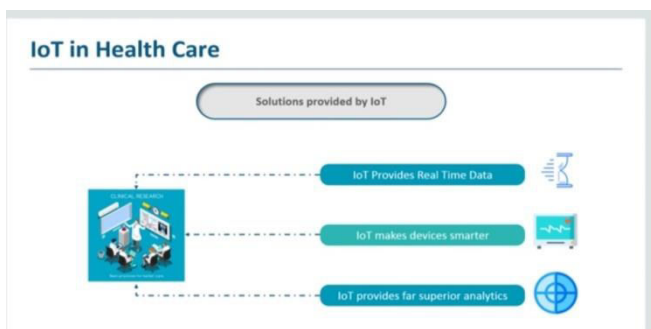 IoT in Health Care
Solutions provided by IoT
IoT Provides Real Time Data
CLINICAL RESEARCH
IoT makes devices smarter
IoT provides far superior analytics